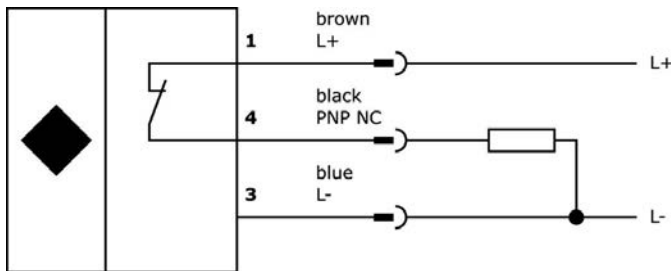 brown
1 L+
L+
black
4 PNP NC
blue
3 L-
L-